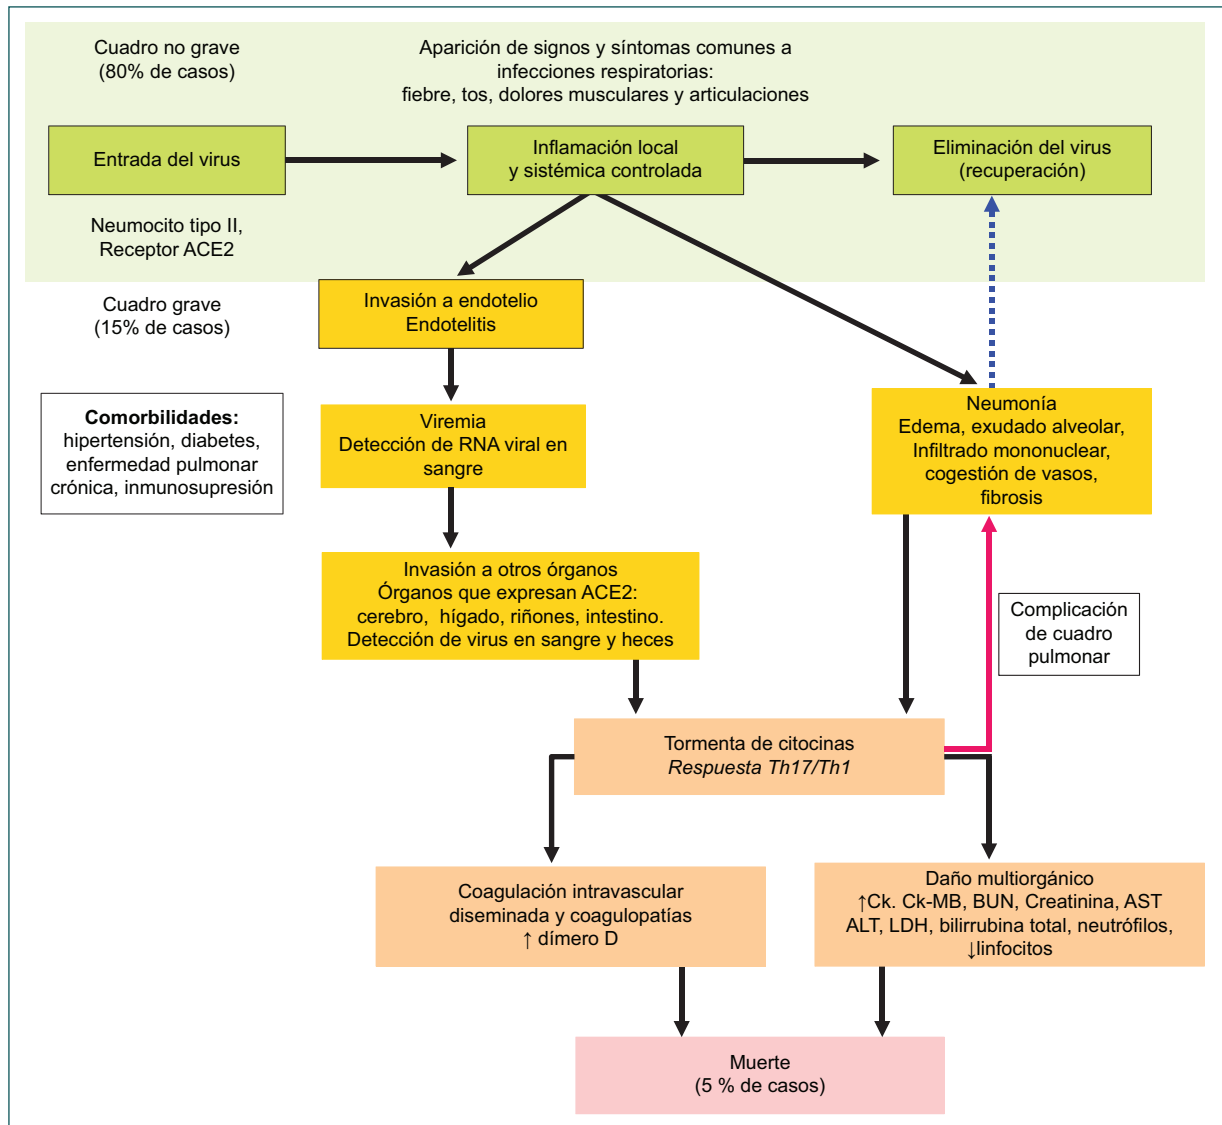 Cuadro no grave
(80% de casos)
Aparición de signos y síntomas comunes a
infecciones respiratorias:
fiebre, tos, dolores musculares y articulaciones
Entrada del virus
Inflamación local
y sistémica controlada
Eliminación del virus
(recuperación)
Neumocito tipo II,
Receptor ACE2
Cuadro grave
(15% de casos)
Invasión a endotelio
Endotelitis
Comorbilidades:
hipertensión, diabetes,
enfermedad pulmonar
crónica, inmunosupresión
Viremia
Detección de RNA viral en
sangre
Neumonía
Edema, exudado alveolar,
Infiltrado mononuclear,
cogestión de vasos,
fibrosis
Invasión a otros órganos
Órganos que expresan ACE2:
cerebro, hígado, riñones, intestino.
Detección de virus en sangre y heces
Complicación
de cuadro
pulmonar
Tormenta de citocinas
Respuesta Th17/Th1
Coagulación intravascular
diseminada y coagulopatías
↑ dímero D
Daño multiorgánico
↑Ck. Ck-MB, BUN, Creatinina, AST
ALT, LDH, bilirrubina total, neutrófilos,
↓linfocitos
Muerte
(5 % de casos)